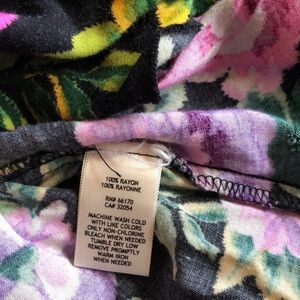 100% RAYON
100% RAYONNE
RN# 66170
CA# 32054
MACHINE WASH COLD
WITH LIKE COLORS
ONLY NON-CHLORINE
BLEACH WHEN NEEDED
TUMBLE DRY LOW
REMOVE PROMPTLY
WARM IRON
WHEN NEEDED